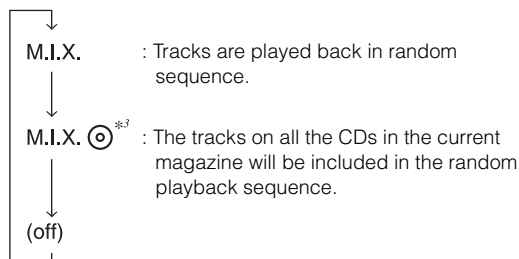 M.I.X. : Tracks are played back in random
sequence.
M.I.X. *3 : The tracks on all the CDs in the current
magazine will be included in the random
playback sequence.
(off)